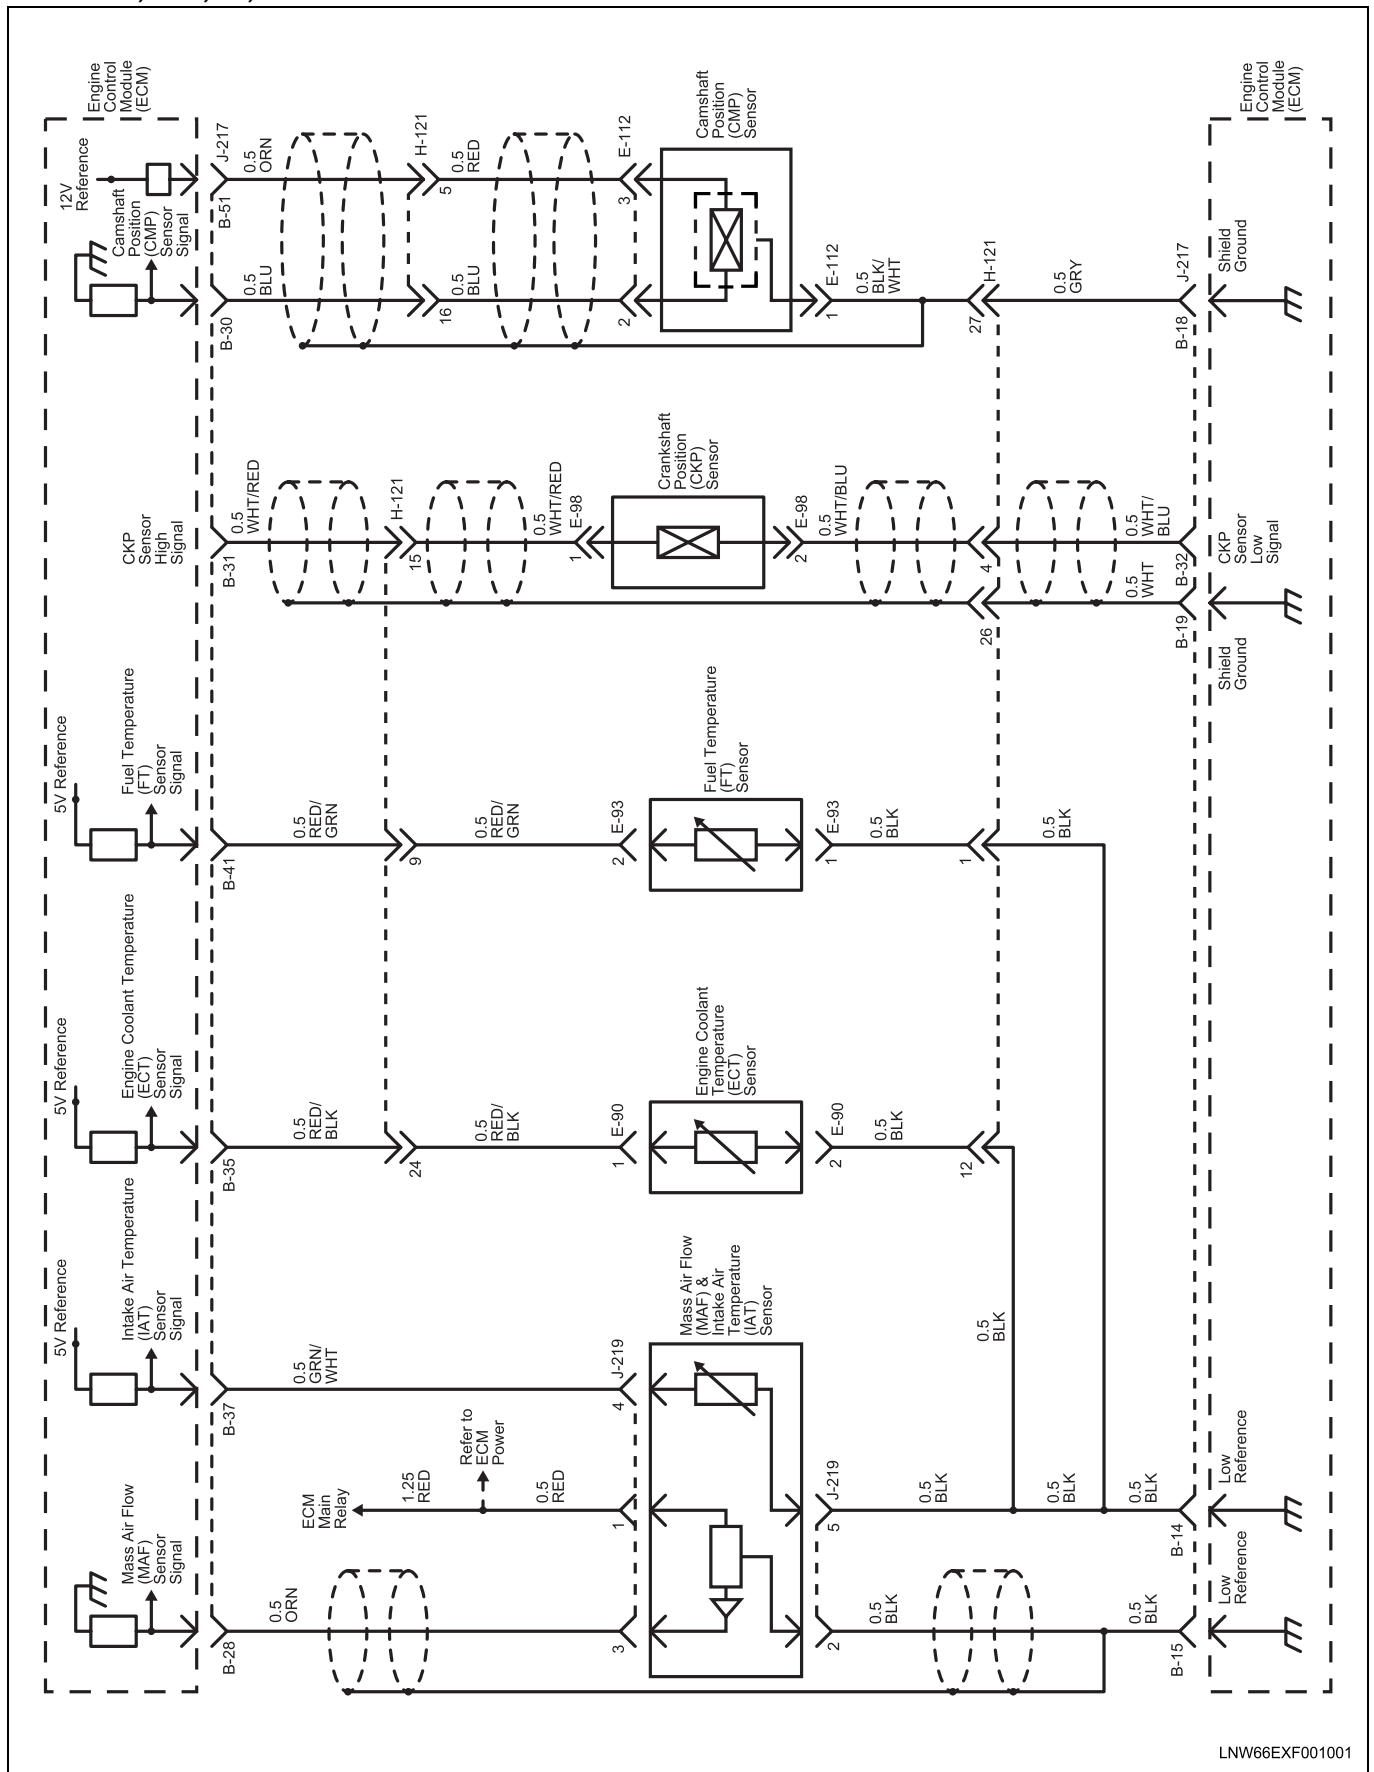 Engine
Control
Module
(ECM)
12V
Reference
Camshaft
Position
(CMP)
Sensor
Signal
J-217
B-51
0.5
ORN
H-121
5
0.5
RED
E-112
3
Camshaft
Position
(CMP)
Sensor
B-30
0.5
BLU
16
0.5
BLU
2
E-112
1
0.5
BLK/
WHT
H-121
27
0.5
GRY
J-217
B-18
Shield
Ground
Engine
Control
Module
(ECM)
CKP
Sensor
High
Signal
B-31
0.5
WHT/RED
H-121
15
0.5
WHT/RED
E-98
1
Crankshaft
Position
(CKP)
Sensor
E-98
2
0.5
WHT/BLU
4
0.5
WHT/
BLU
B-32
CKP
Sensor
Low
Signal
26
0.5
WHT
B-19
Shield
Ground
5V Reference
Fuel Temperature
(FT)
Sensor
Signal
B-41
0.5
RED/
GRN
9
0.5
RED/
GRN
E-93
2
Fuel Temperature
(FT)
Sensor
E-93
1
0.5
BLK
1
0.5
BLK
5V Reference
Engine Coolant Temperature
(ECT)
Sensor
Signal
B-35
0.5
RED/
BLK
24
0.5
RED/
BLK
E-90
1
Engine Coolant
Temperature
(ECT)
Sensor
E-90
2
0.5
BLK
12
0.5
BLK
5V Reference
Intake Air Temperature
(IAT)
Sensor
Signal
B-37
0.5
GRN/
WHT
J-219
4
Mass Air Flow
(MAF) &
Intake Air
Temperature
(IAT)
Sensor
ECM
Main
Relay
1.25
RED
Refer to
ECM
Power
0.5
RED
1
J-219
5
0.5
BLK
0.5
BLK
0.5
BLK
B-14
Low
Reference
Mass Air Flow
(MAF)
Sensor
Signal
B-28
0.5
ORN
3
2
0.5
BLK
0.5
BLK
B-15
Low
Reference
LNW66EXF001001